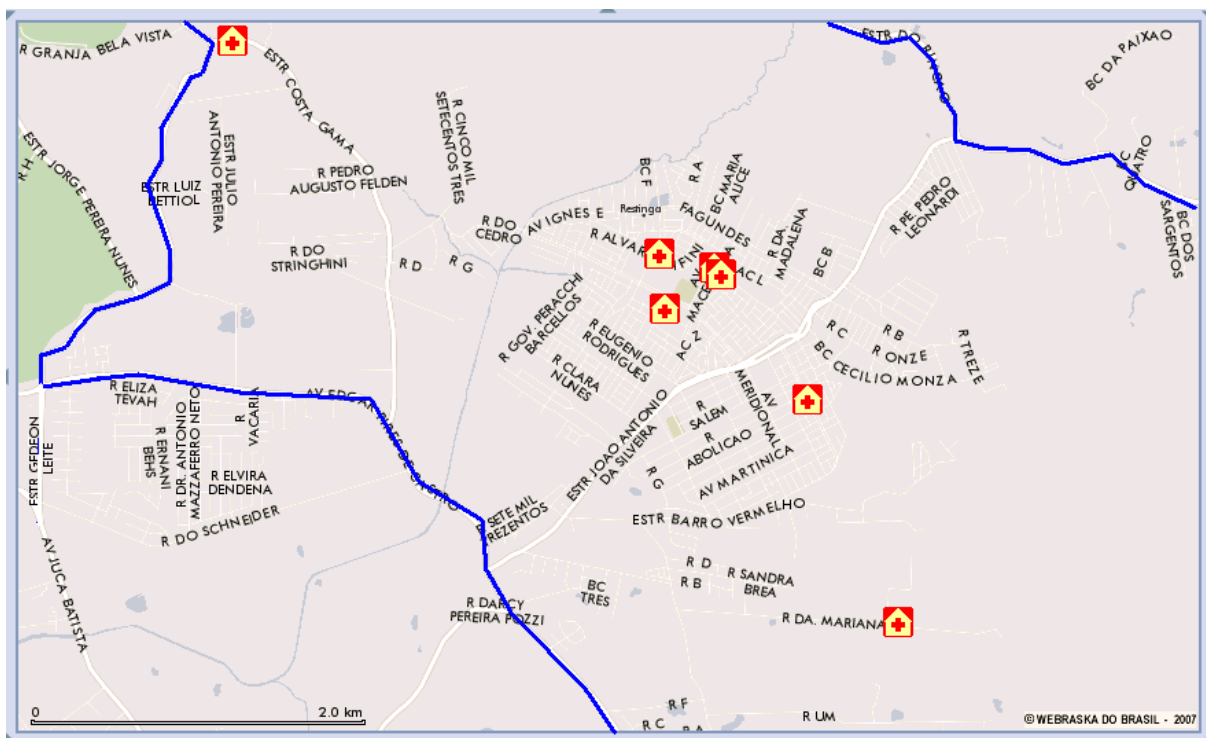 R GRANJA BELA VISTA
ESTR COSTA GAMA
ESTR DO RINCAO
BC DA PAIXAO
R H
ESTR JORGE PEREIRA NUNES
ESTR JULIO
ANTONIO PEREIRA
ESTR LUIZ
BETTIOL
R CINCO MIL
SETECENTOS TRES
R PEDRO
AUGUSTO FELDEN
BC F
R A
BC MARIA
ALICE
BC
QUATRO
BC DOS
SARGENTOS
R PE PEDRO
LEONARDI
R DO
CEDRO
AV IGNES E
FAGUNDES
Restinga
R DA
MADALENA
BC B
R DO
STRINGHINI
R D
R G
AC L
R GOV. PERACCHI
BARCELLOS
R EUGENIO
RODRIGUES
AC Z
R CLARA
NUNES
R C
R B
R ONZE
R TREZE
BC CECILIO MONZA
R ELIZA
TEVAH
AV EDGAR PIRES DE CASTRO
R
VACARIA
R DR. ANTONIO
MAZZAFERRO NETO
R ERNANI
BEHS
R ELVIRA
DENDENA
R DO SCHNEIDER
ESTR GEDEON
LEITE
AV JUCA BATISTA
ESTR JOAO ANTONIO
DA SILVEIRA
AV
MERIDIONAL
R
SALEM
R
ABOLICAO
AV MARTINICA
R G
ESTR BARRO VERMELHO
SETE MIL
TREZENTOS
R D
R B
R SANDRA
BREA
BC
TRES
R DARCY
PEREIRA POZZI
R DA. MARIANA
R F
R C
R UM
0 2.0 km
© WEBRASKA DO BRASIL - 2007